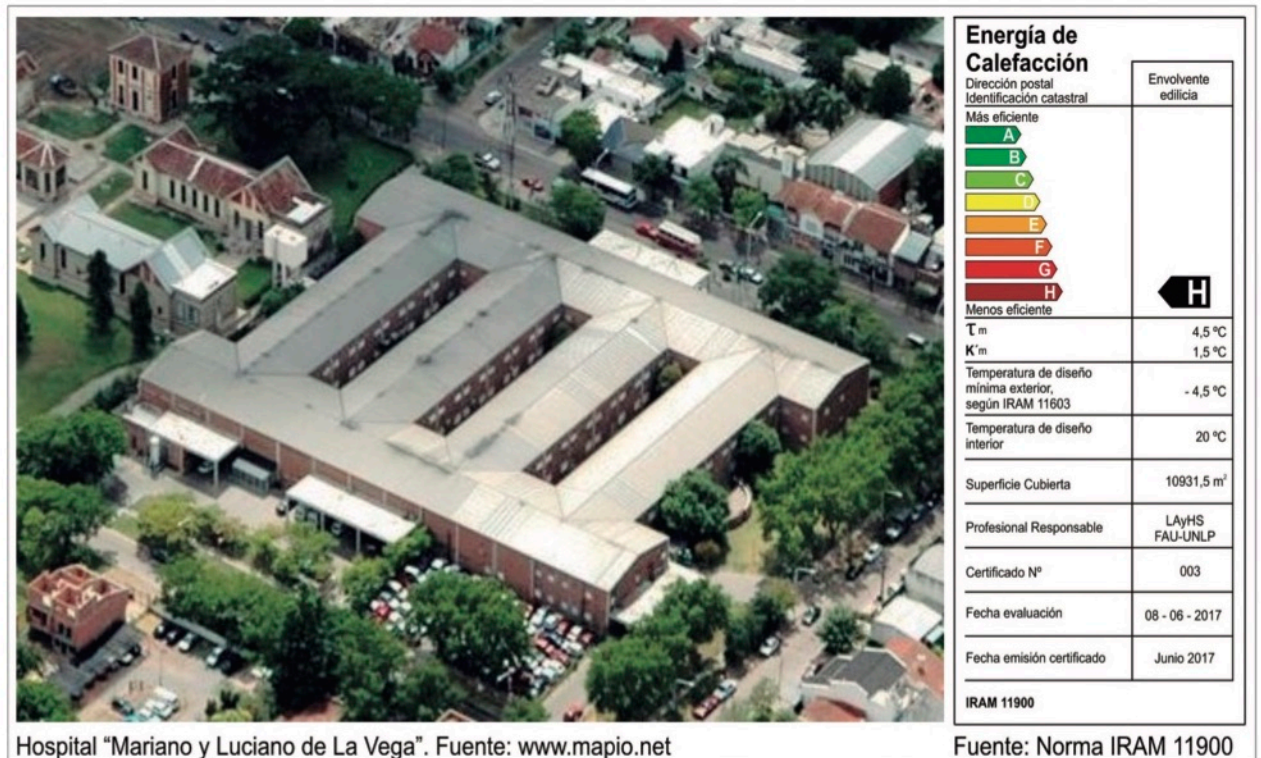 Energía de
Calefacción
Dirección postal
Identificación catastral
Envolvente
edilicia
Más eficiente
A
B
C
D
E
F
G
H
H
Menos eficiente
τm 4,5 ºC
K'm 1,5 ºC
Temperatura de diseño
mínima exterior,
según IRAM 11603
- 4,5 ºC
Temperatura de diseño
interior
20 ºC
Superficie Cubierta 10931,5 m²
Profesional Responsable
LAyHS
FAU-UNLP
Certificado Nº 003
Fecha evaluación 08 - 06 - 2017
Fecha emisión certificado Junio 2017
IRAM 11900
Hospital “Mariano y Luciano de La Vega”. Fuente: www.mapio.net
Fuente: Norma IRAM 11900